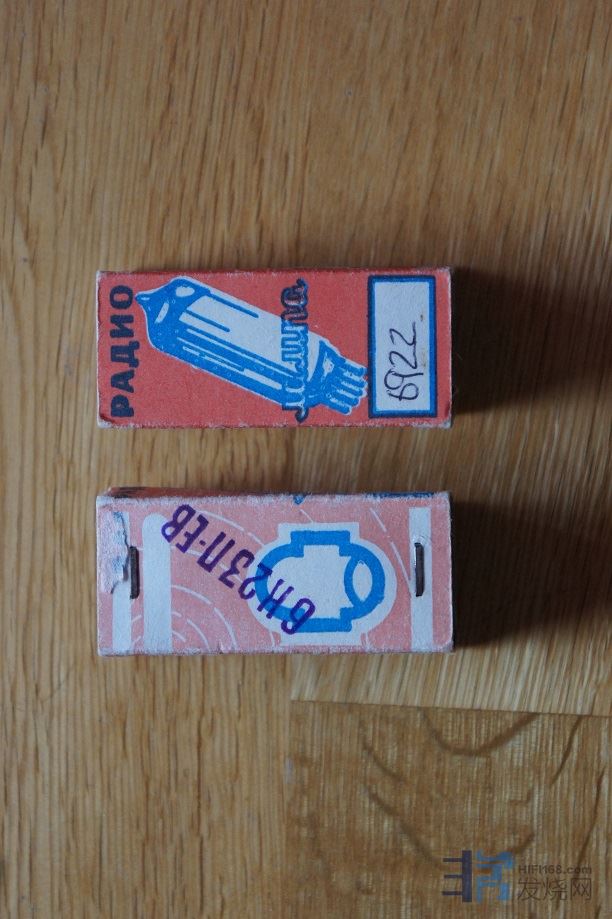 РАДИО
лампа
6922
6Н23П-ЕВ
HIFI168.com
发烧网